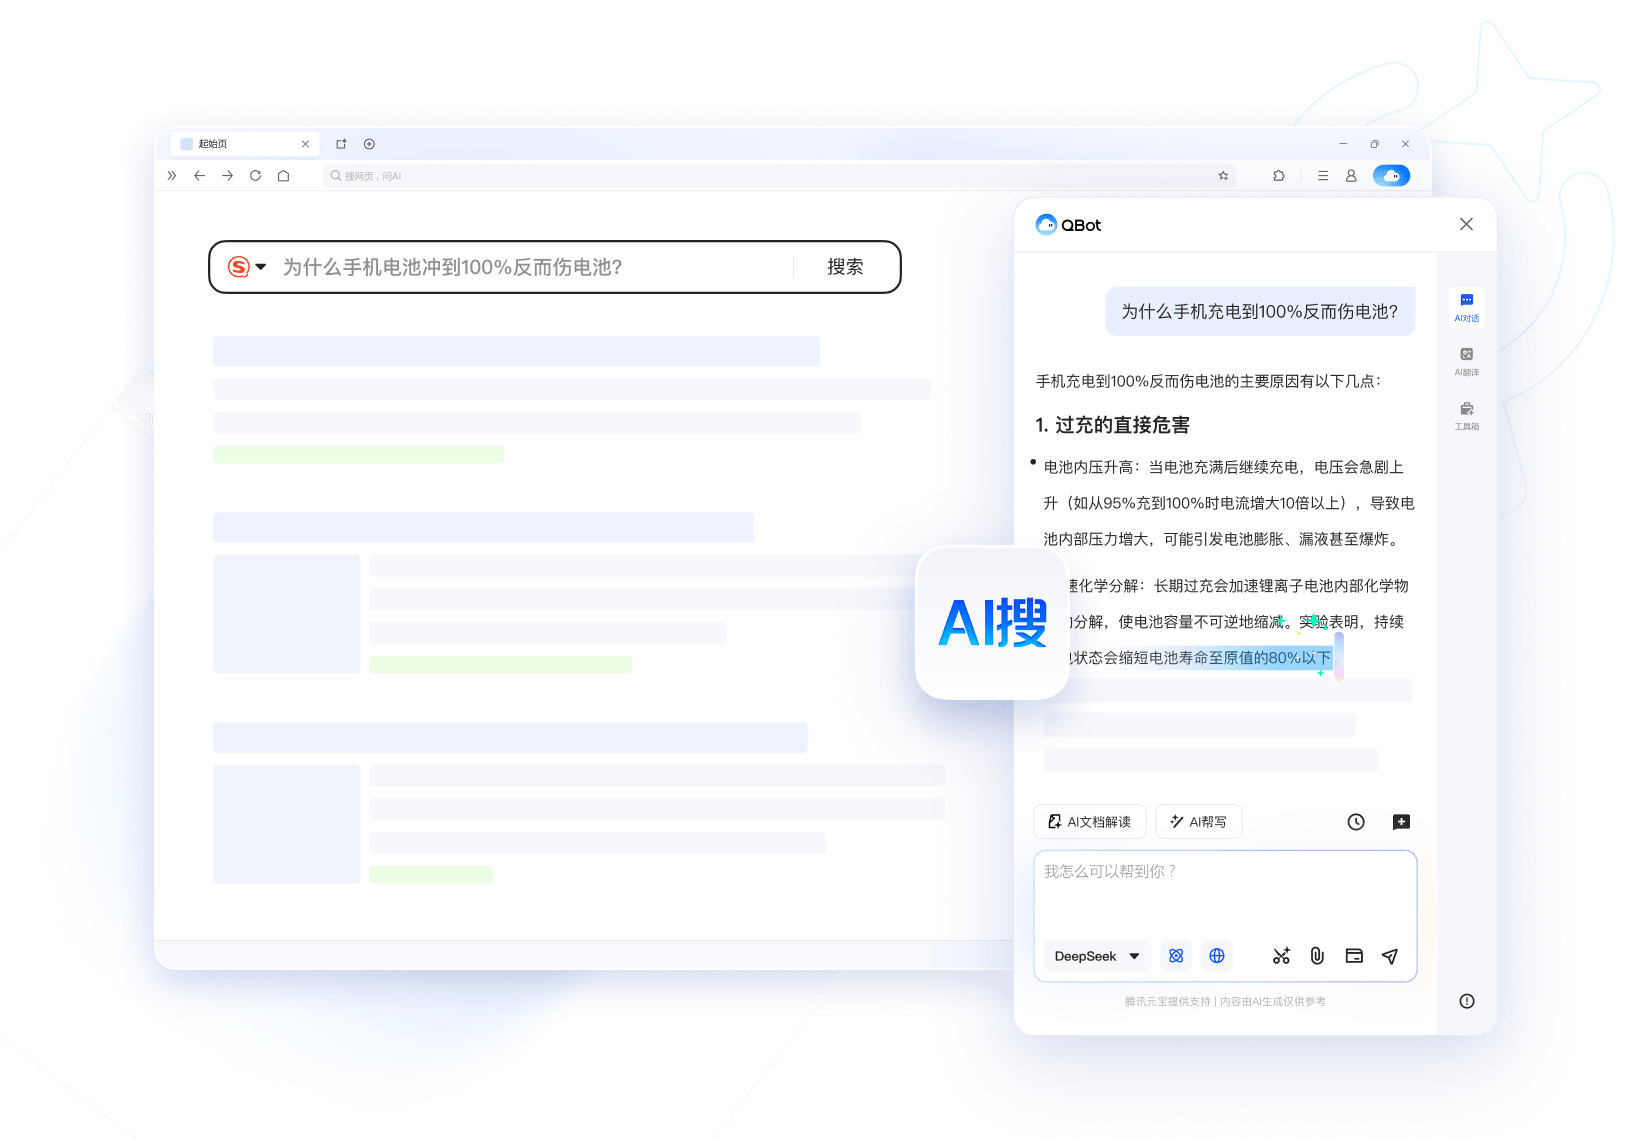 起始页
搜网页，问AI
为什么手机电池冲到100%反而伤电池?
搜索
AI搜
QBot
为什么手机充电到100%反而伤电池?
手机充电到100%反而伤电池的主要原因有以下几点：
1. 过充的直接危害
电池内压升高：当电池充满后继续充电，电压会急剧上
升（如从95%充到100%时电流增大10倍以上），导致电
池内部压力增大，可能引发电池膨胀、漏液甚至爆炸。
速化学分解：长期过充会加速锂离子电池内部化学物
分解，使电池容量不可逆地缩减。实验表明，持续
状态会缩短电池寿命至原值的80%以下
AI对话
AI翻译
工具箱
AI文档解读
AI帮写
我怎么可以帮到你？
DeepSeek
腾讯元宝提供支持 | 内容由AI生成仅供参考